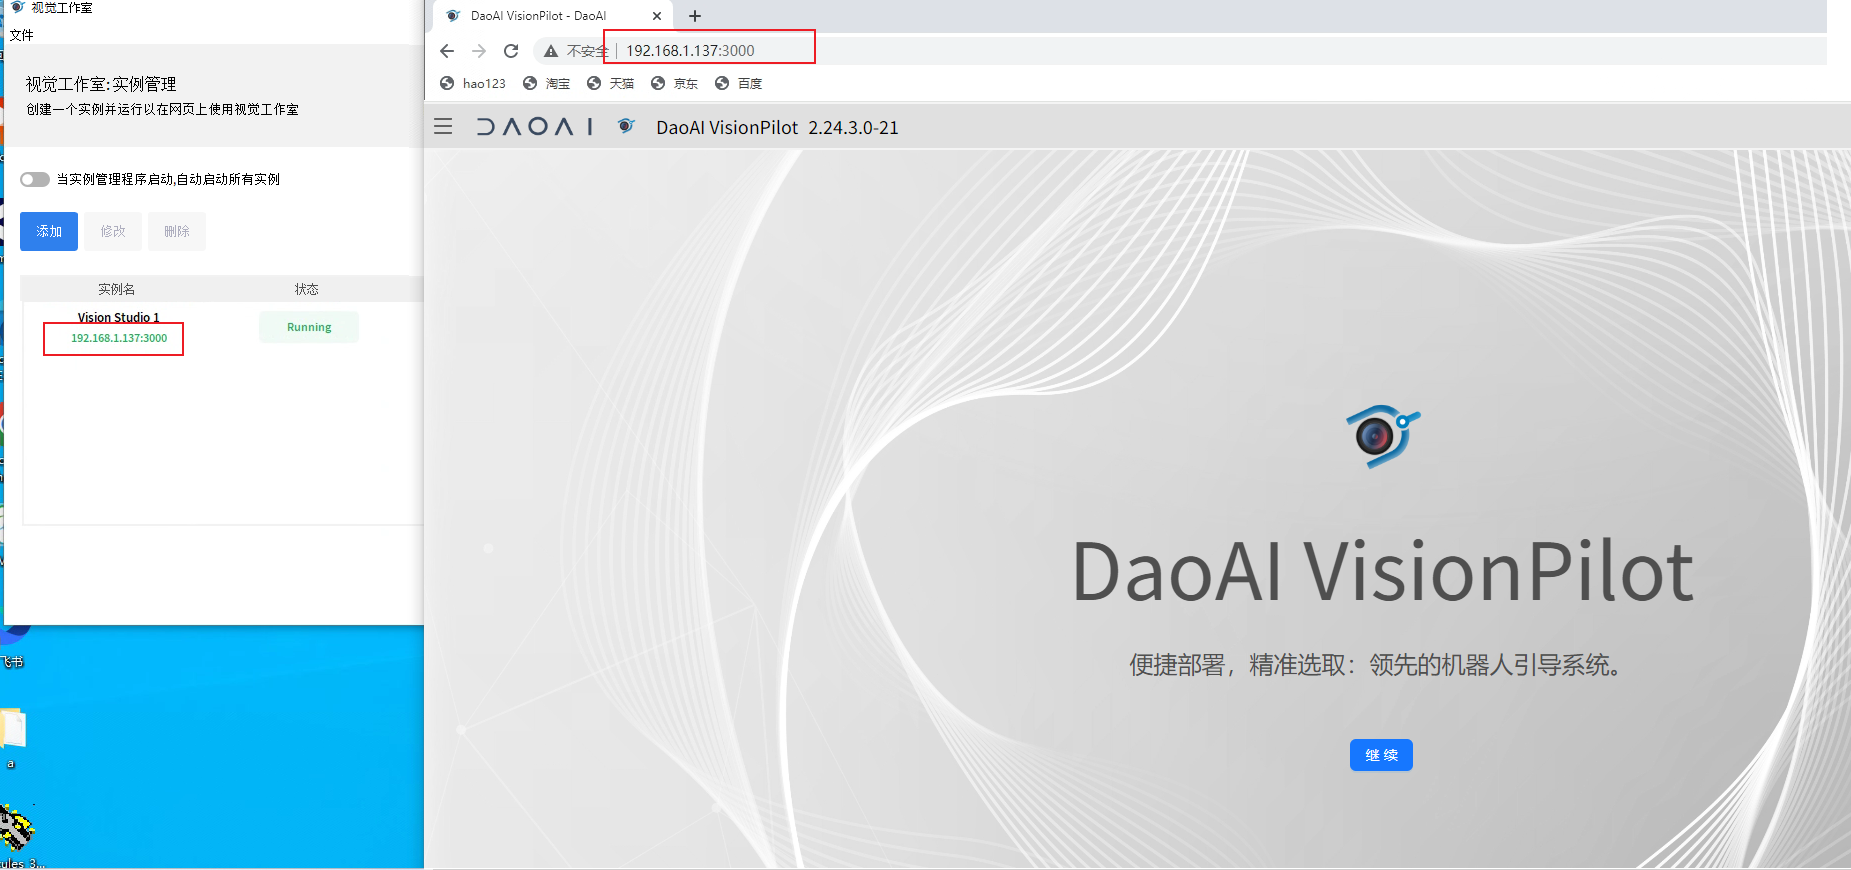 视觉工作室
文件
视觉工作室:实例管理
创建一个实例并运行以在网页上使用视觉工作室
当实例管理程序启动,自动启动所有实例
添加 修改 删除
实例名 状态
Vision Studio 1
192.168.1.137:3000
Running
飞书
a
ules_3...
DaoAI VisionPilot - DaoAI
不安全 192.168.1.137:3000
hao123 淘宝 天猫 京东 百度
DAOAI DaoAI VisionPilot 2.24.3.0-21
DaoAI VisionPilot
便捷部署，精准选取：领先的机器人引导系统。
继 续